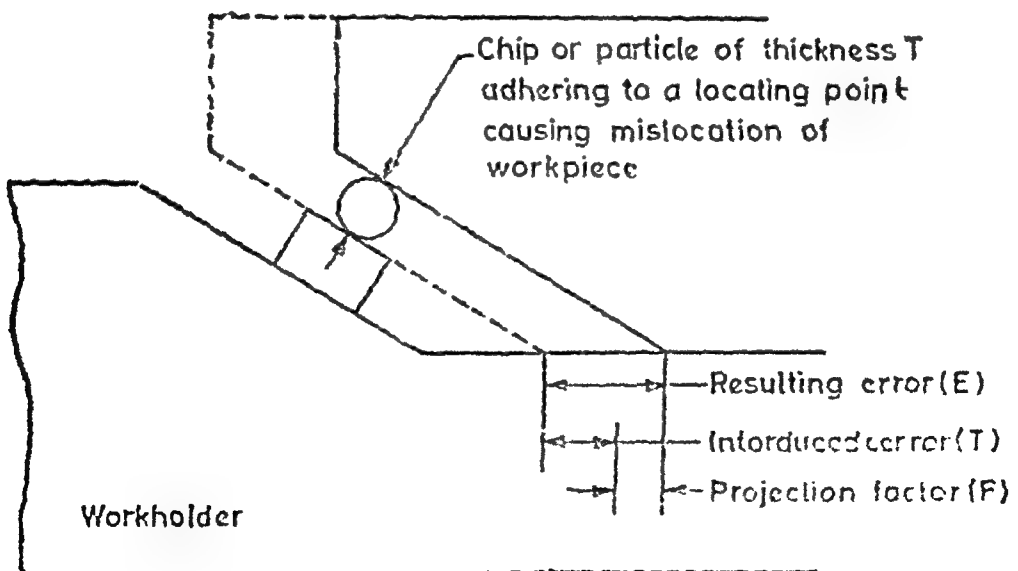 Chip or particle of thickness T
adhering to a locating point
causing mislocation of
workpiece
Resulting error (E)
Intorduced error (T)
Projection factor (F)
Workholder